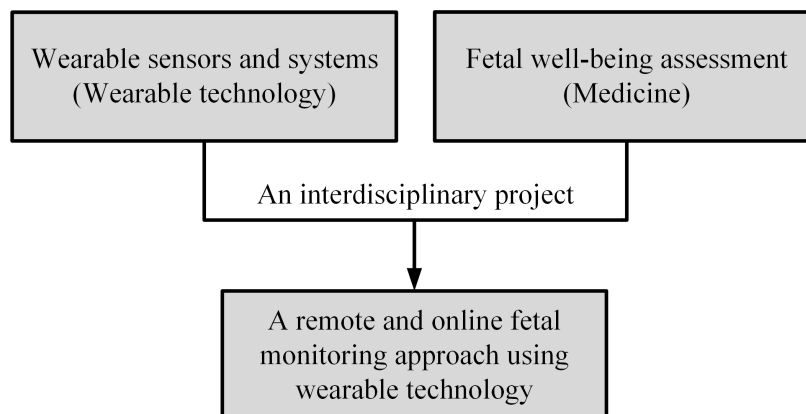 Wearable sensors and systems
(Wearable technology)
Fetal well-being assessment
(Medicine)
An interdisciplinary project
A remote and online fetal
monitoring approach using
wearable technology